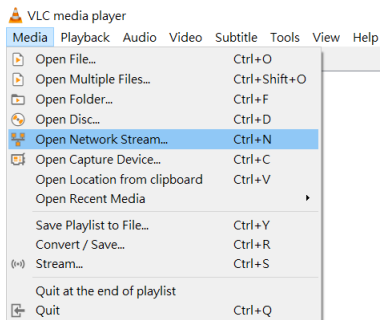 VLC media player
Media Playback Audio Video Subtitle Tools View Help
Open File... Ctrl+O
Open Multiple Files... Ctrl+Shift+O
Open Folder... Ctrl+F
Open Disc... Ctrl+D
Open Network Stream... Ctrl+N
Open Capture Device... Ctrl+C
Open Location from clipboard Ctrl+V
Open Recent Media
Save Playlist to File... Ctrl+Y
Convert / Save... Ctrl+R
Stream... Ctrl+S
Quit at the end of playlist
Quit Ctrl+Q